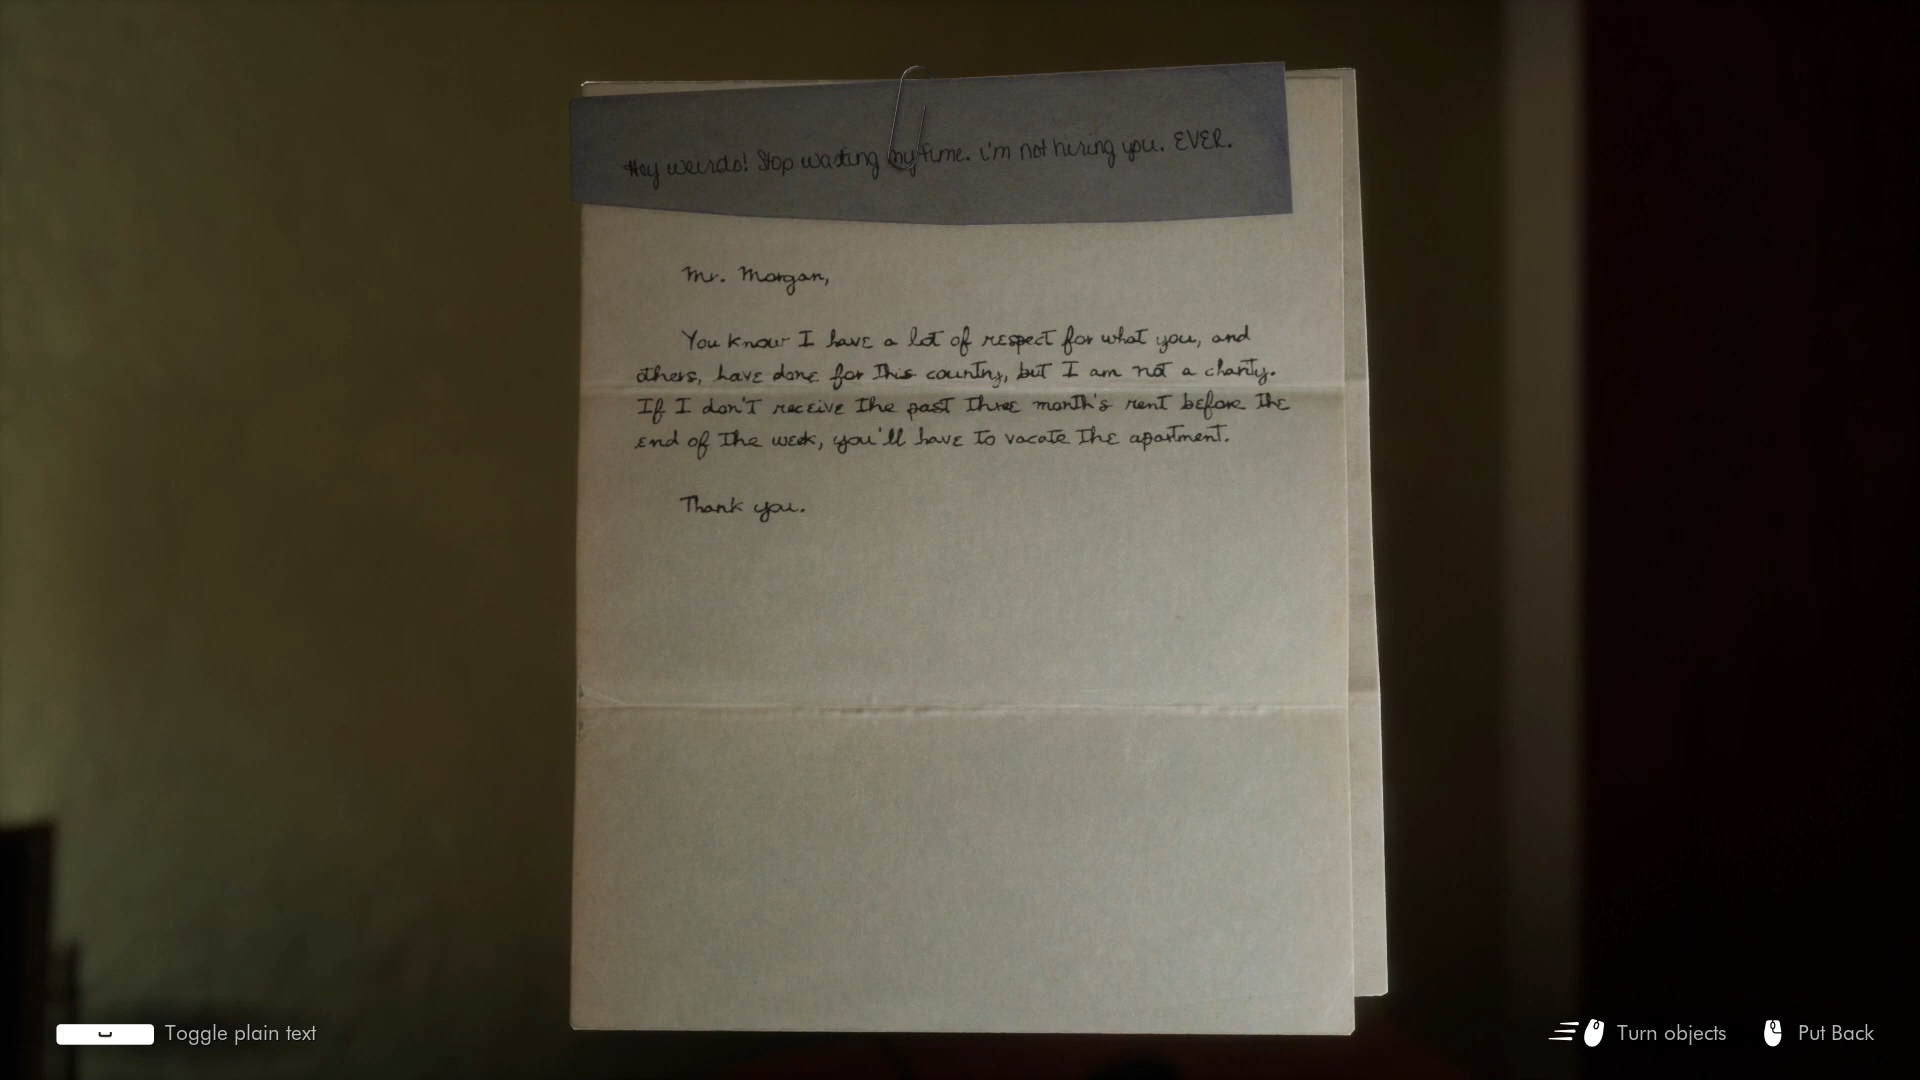 Hey weirdo! Stop wasting my time. i'm not hiring you. EVER.
Mr. Morgan,
You know I have a lot of respect for what you, and
others, have done for this country, but I am not a charity.
If I don't receive the past three month's rent before the
end of the week, you'll have to vacate the apartment.
Thank you.
Toggle plain text
Turn objects
Put Back